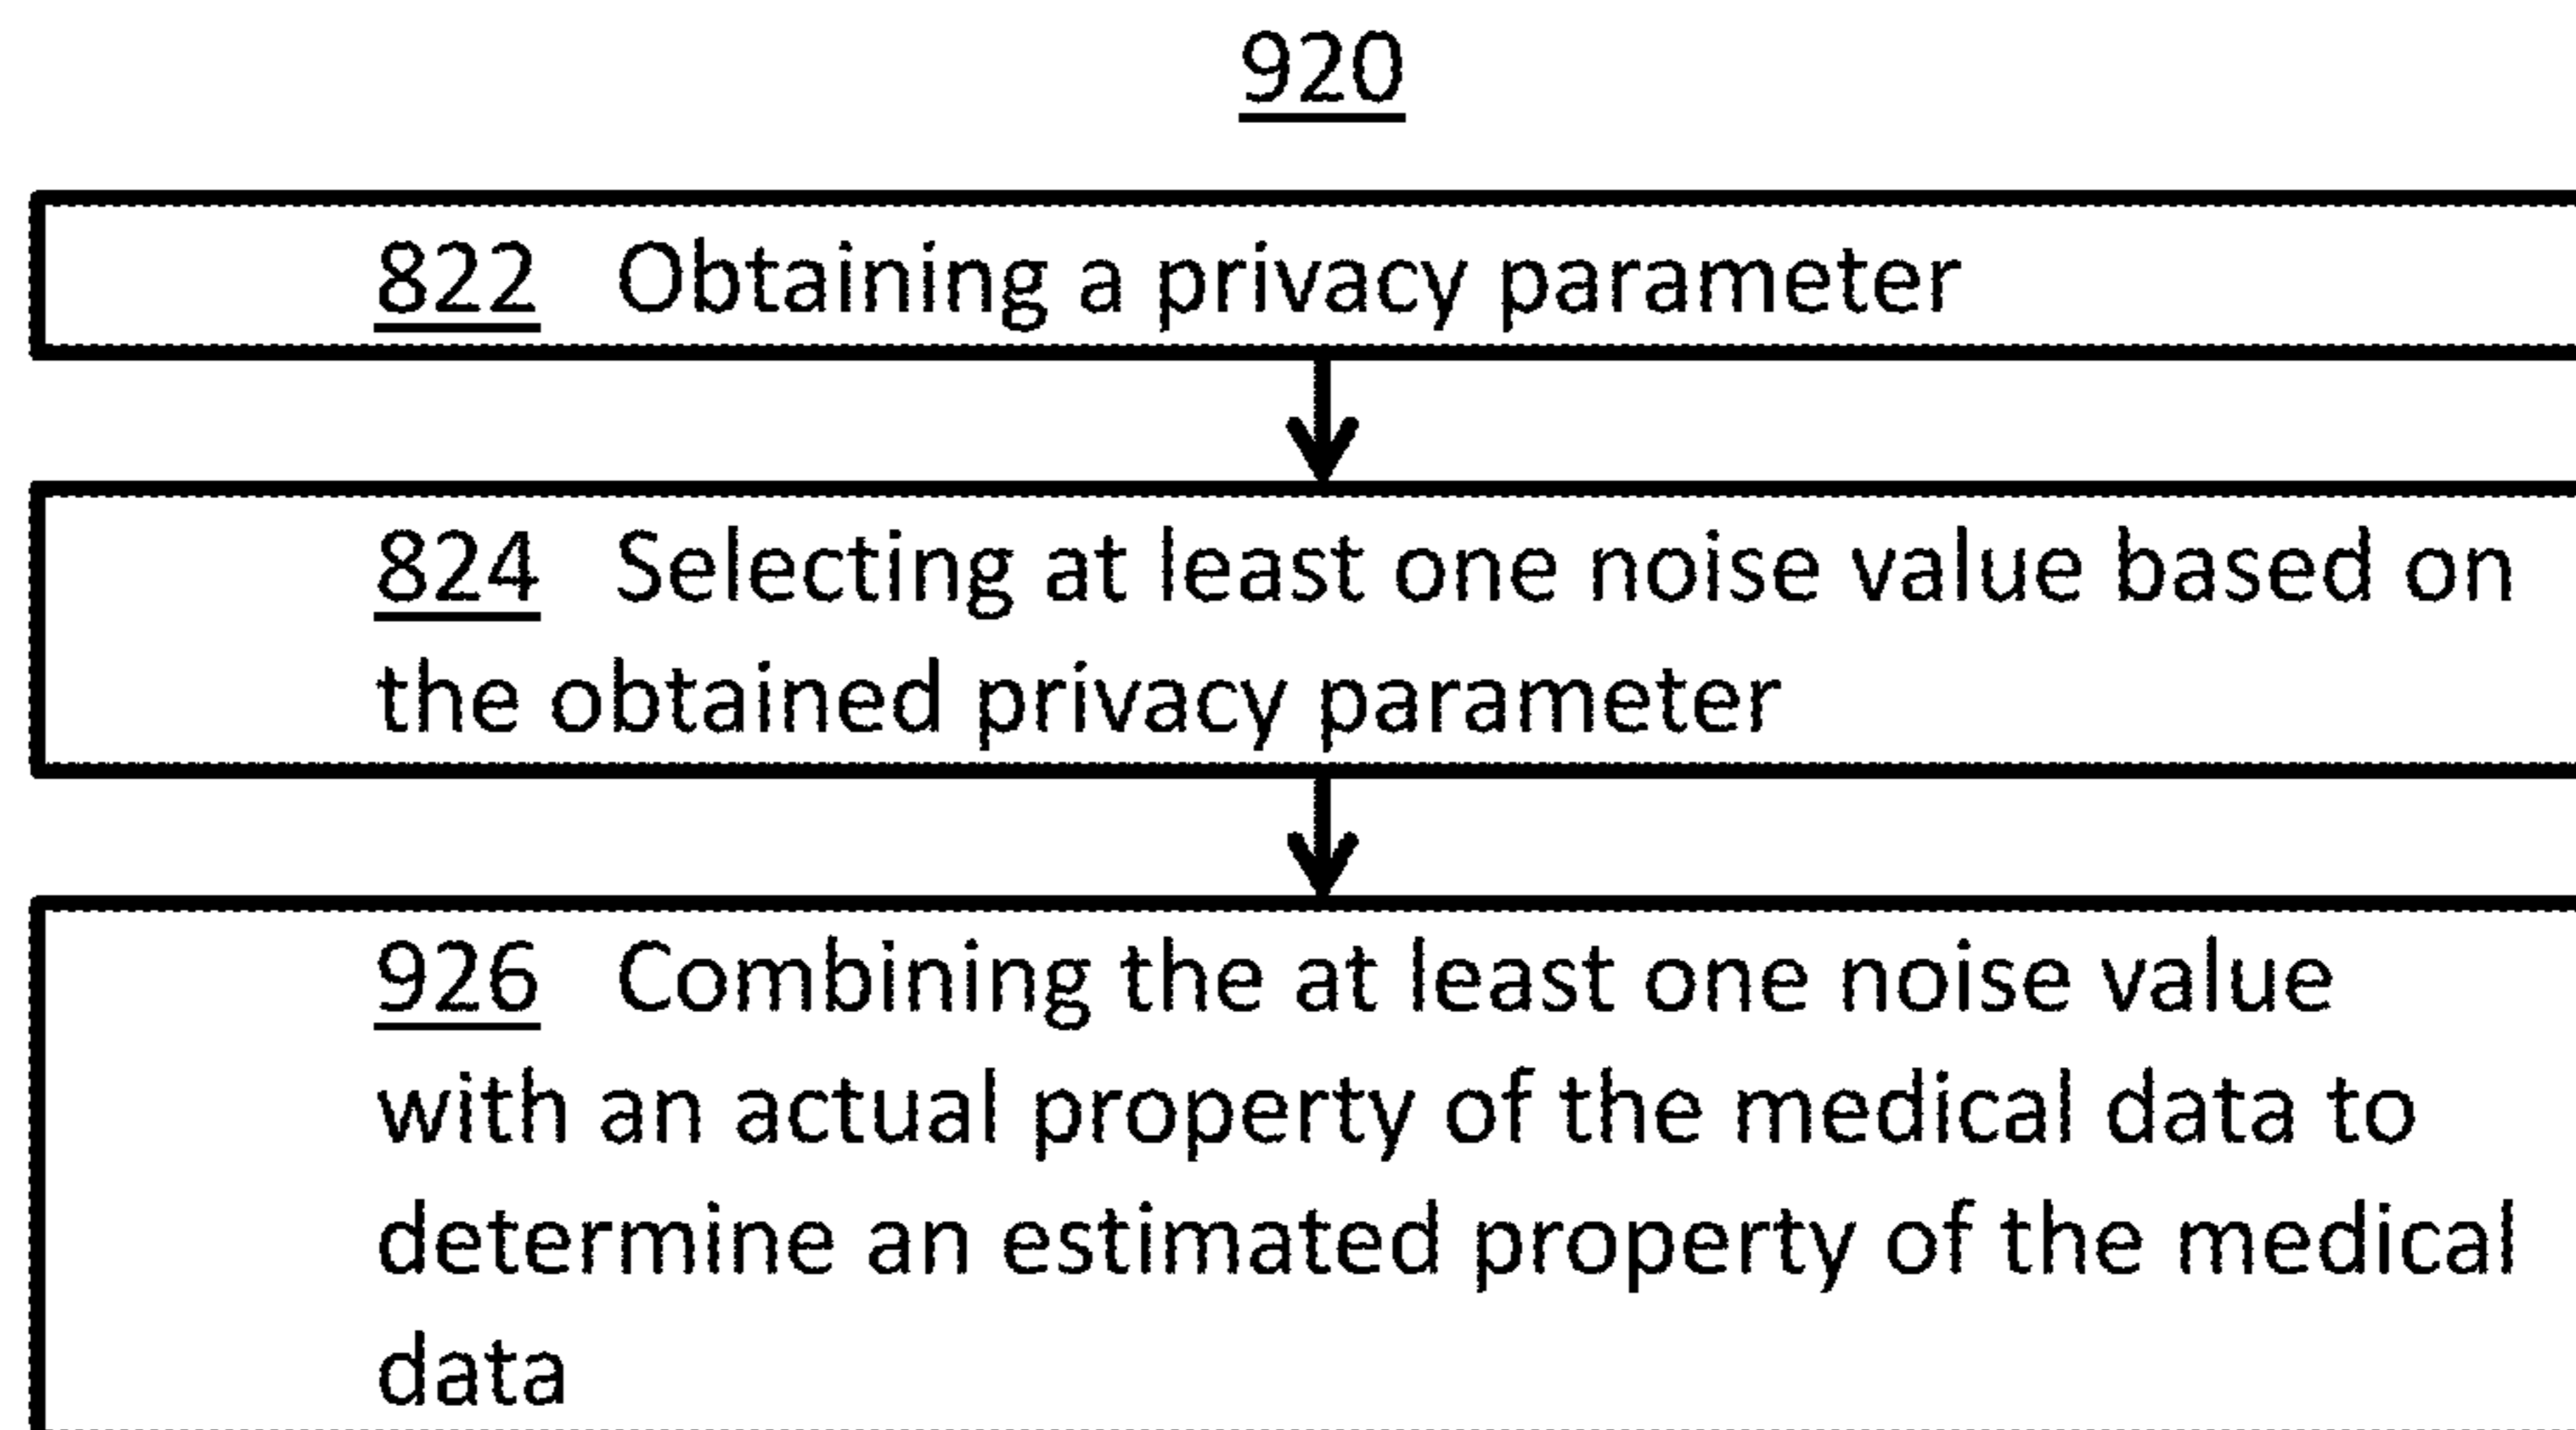 920
822 Obtaining a privacy parameter
824 Selecting at least one noise value based on
the obtained privacy parameter
926 Combining the at least one noise value
with an actual property of the medical data to
determine an estimated property of the medical
data